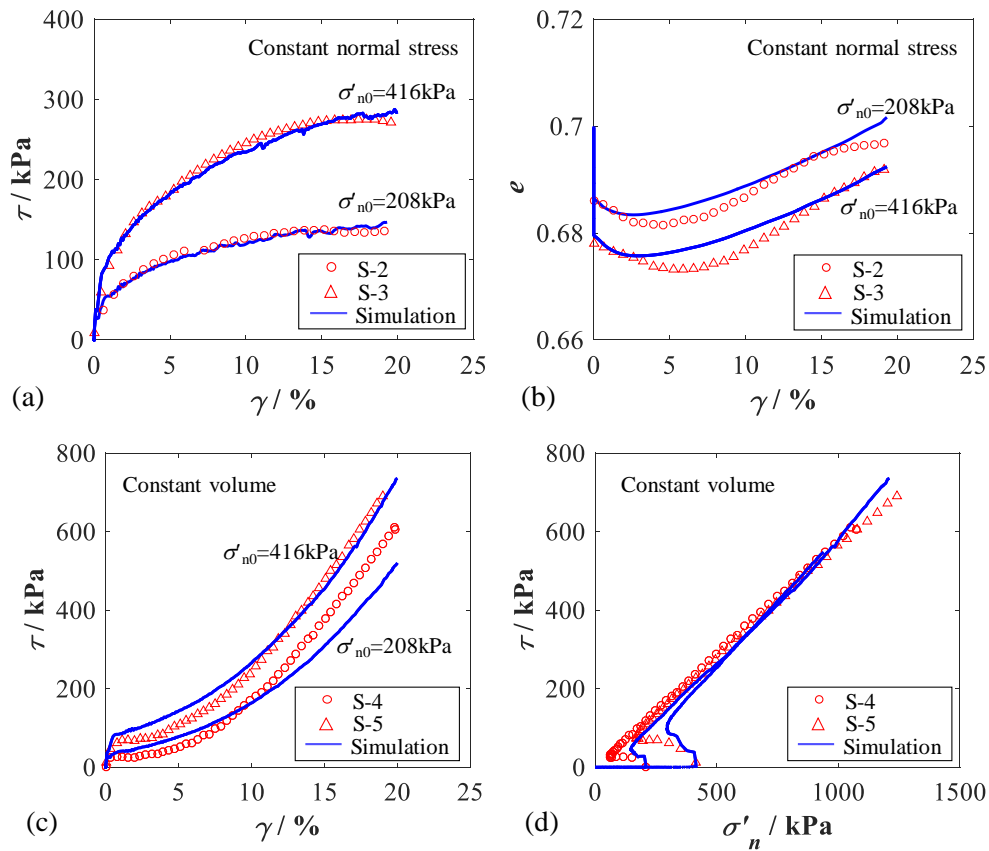 400
300
200
100
0
τ / kPa
Constant normal stress
σ′n0=416kPa
σ′n0=208kPa
S-2
S-3
Simulation
0 5 10 15 20 25
(a)
γ / %
0.72
0.7
0.68
0.66
e
Constant normal stress
σ′n0=208kPa
σ′n0=416kPa
S-2
S-3
Simulation
0 5 10 15 20 25
(b)
γ / %
800
600
400
200
0
τ / kPa
Constant volume
σ′n0=416kPa
σ′n0=208kPa
S-4
S-5
Simulation
0 5 10 15 20 25
(c)
γ / %
800
600
400
200
0
τ / kPa
Constant volume
S-4
S-5
Simulation
0 500 1000 1500
(d)
σ′n / kPa